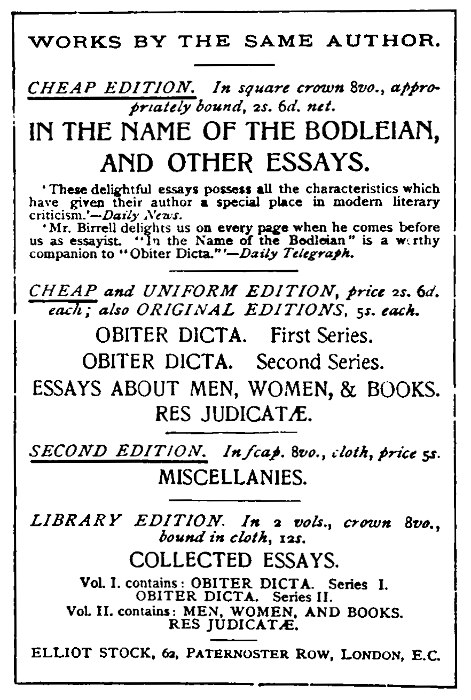 WORKS BY THE SAME AUTHOR.
CHEAP EDITION. In square crown 8vo., appro-
priately bound, 2s. 6d. net.
IN THE NAME OF THE BODLEIAN,
AND OTHER ESSAYS.
'These delightful essays possess all the characteristics which
have given their author a special place in modern literary
criticism.'—Daily News.
'Mr. Birrell delights us on every page when he comes before
us as essayist. "In the Name of the Bodleian" is a worthy
companion to "Obiter Dicta."'—Daily Telegraph.
CHEAP and UNIFORM EDITION, price 2s. 6d.
each; also ORIGINAL EDITIONS, 5s. each.
OBITER DICTA. First Series.
OBITER DICTA. Second Series.
ESSAYS ABOUT MEN, WOMEN, & BOOKS.
RES JUDICATÆ.
SECOND EDITION. In fcap. 8vo., cloth, price 5s.
MISCELLANIES.
LIBRARY EDITION. In 2 vols., crown 8vo.,
bound in cloth, 12s.
COLLECTED ESSAYS.
Vol. I. contains: OBITER DICTA. Series I.
OBITER DICTA. Series II.
Vol. II. contains: MEN, WOMEN, AND BOOKS.
RES JUDICATÆ.
ELLIOT STOCK, 62, PATERNOSTER ROW, LONDON, E.C.